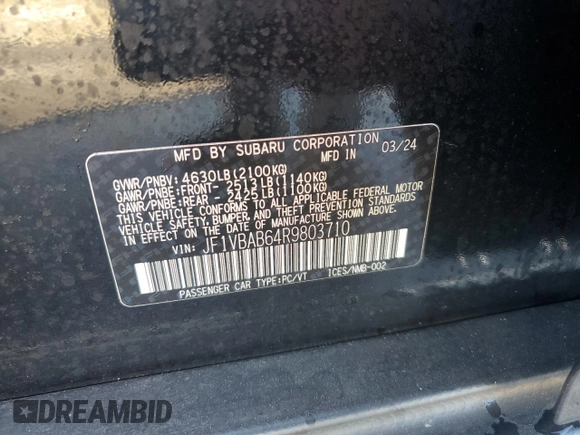 MFD BY SUBARU CORPORATION
MFD IN 03/24
GVWR/PNBV: 4630LB(2100KG)
GAWR/PNBE:FRONT- 2513LB(1140KG)
GAWR/PNBE:REAR - 2425LB(1100KG)
THIS VEHICLE CONFORMS TO ALL APPLICABLE FEDERAL MOTOR
VEHICLE SAFETY,BUMPER, AND THEFT PREVENTION STANDARDS
IN EFFECT ON THE DATE OF MANUFACTURE SHOWN ABOVE.
VIN: JF1VBAB64R9803710
PASSENGER CAR TYPE:PC/VT ICES/NMB-002
DREAMBID